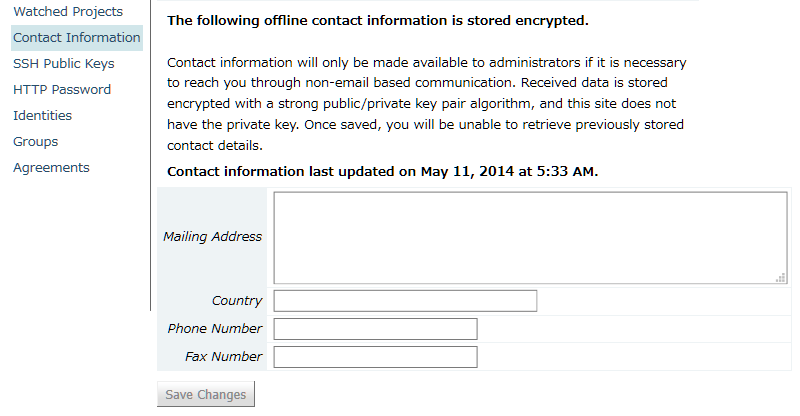 Watched Projects
Contact Information
SSH Public Keys
HTTP Password
Identities
Groups
Agreements
The following offline contact information is stored encrypted.
Contact information will only be made available to administrators if it is necessary
to reach you through non-email based communication. Received data is stored
encrypted with a strong public/private key pair algorithm, and this site does not
have the private key. Once saved, you will be unable to retrieve previously stored
contact details.
Contact information last updated on May 11, 2014 at 5:33 AM.
Mailing Address
Country
Phone Number
Fax Number
Save Changes